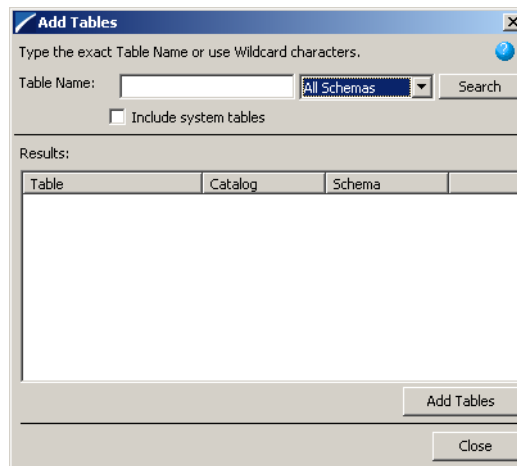 Add Tables
Type the exact Table Name or use Wildcard characters.
Table Name: All Schemas Search
Include system tables
Results:
Table Catalog Schema
Add Tables
Close